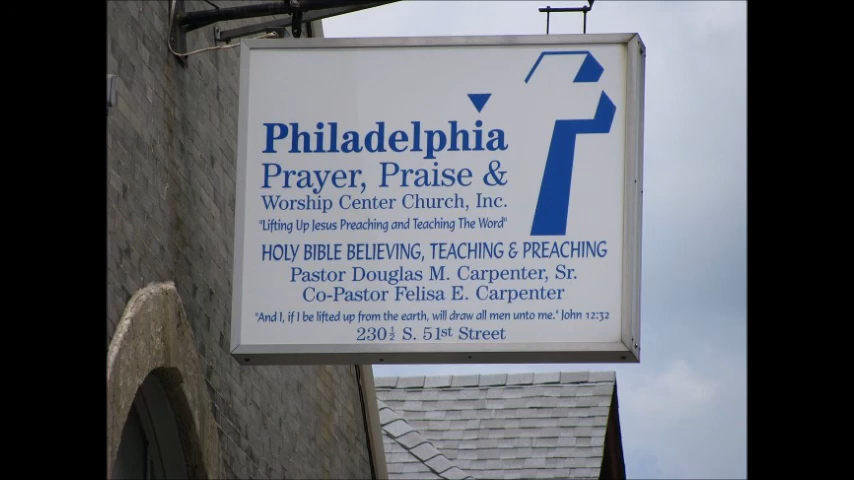 Philadelphia
Prayer, Praise &
Worship Center Church, Inc.
"Lifting Up Jesus Preaching and Teaching The Word"
HOLY BIBLE BELIEVING, TEACHING & PREACHING
Pastor Douglas M. Carpenter, Sr.
Co-Pastor Felisa E. Carpenter
"And I, if I be lifted up from the earth, will draw all men unto me." John 12:32
230½ S. 51st Street